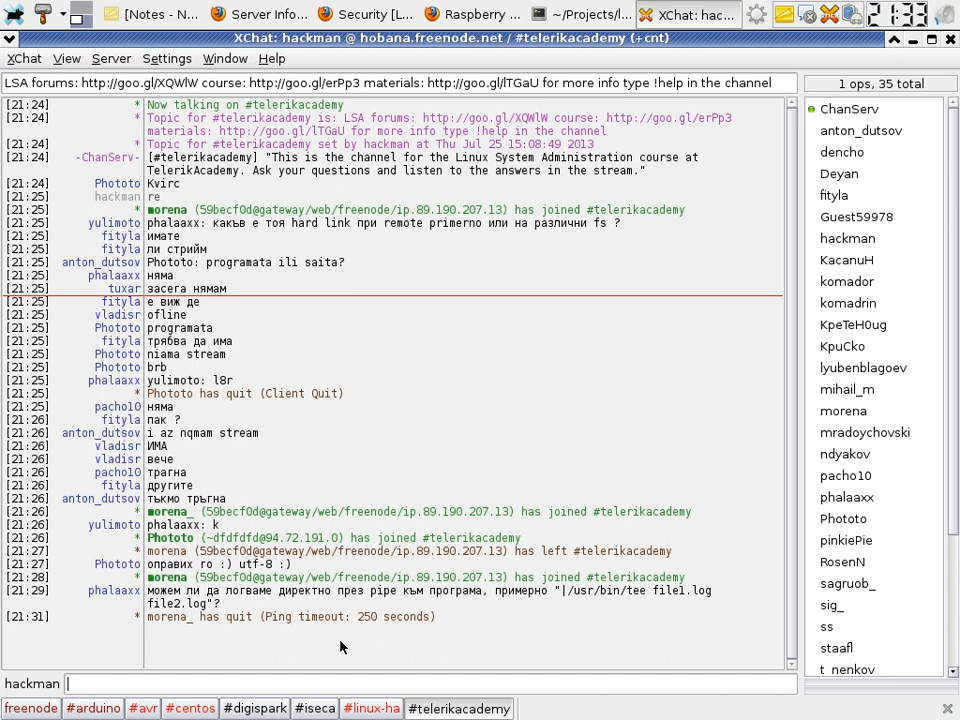 [Notes - N...
Server Info...
Security [L...
Raspberry ...
~/Projects/l...
XChat: hac...
21:33
XChat: hackman @ hobana.freenode.net / #telerikacademy (+cnt)
XChat View Server Settings Window Help
LSA forums: http://goo.gl/XQWlW course: http://goo.gl/erPp3 materials: http://goo.gl/lTGaU for more info type !help in the channel
1 ops, 35 total
[21:24] * Now talking on #telerikacademy
[21:24] * Topic for #telerikacademy is: LSA forums: http://goo.gl/XQWlW course: http://goo.gl/erPp3
materials: http://goo.gl/lTGaU for more info type !help in the channel
[21:24] * Topic for #telerikacademy set by hackman at Thu Jul 25 15:08:49 2013
[21:24] -ChanServ- [#telerikacademy] "This is the channel for the Linux System Administration course at
TelerikAcademy. Ask your questions and listen to the answers in the stream."
[21:24] Phototo Kvirc
[21:25] hackman re
[21:25] * morena (59becf0d@gateway/web/freenode/ip.89.190.207.13) has joined #telerikacademy
[21:25] yulimoto phalaaxx: какъв е тоя hard link при remote primerno или на различни fs ?
[21:25] fityla имате
[21:25] fityla ли стрийм
[21:25] anton_dutsov Phototo: programata ili saita?
[21:25] phalaaxx няма
[21:25] tuxar засега нямам
[21:25] fityla е виж де
[21:25] vladisr ofline
[21:25] Phototo programata
[21:25] fityla трябва да има
[21:25] Phototo niama stream
[21:25] Phototo brb
[21:25] phalaaxx yulimoto: l8r
[21:25] * Phototo has quit (Client Quit)
[21:25] pacho10 няма
[21:26] fityla пак ?
[21:26] anton_dutsov i az nqmam stream
[21:26] vladisr ИМА
[21:26] vladisr вече
[21:26] pacho10 трагна
[21:26] fityla другите
[21:26] anton_dutsov тъкмо тръгна
[21:26] * morena_ (59becf0d@gateway/web/freenode/ip.89.190.207.13) has joined #telerikacademy
[21:26] yulimoto phalaaxx: k
[21:26] * Phototo (~dfdfdfd@94.72.191.0) has joined #telerikacademy
[21:27] * morena (59becf0d@gateway/web/freenode/ip.89.190.207.13) has left #telerikacademy
[21:27] Phototo оправих го :) utf-8 :)
[21:28] * morena (59becf0d@gateway/web/freenode/ip.89.190.207.13) has joined #telerikacademy
[21:29] phalaaxx можем ли да логваме директно през pipe към програма, примерно "|/usr/bin/tee file1.log
file2.log"?
[21:31] * morena_ has quit (Ping timeout: 250 seconds)
ChanServ
anton_dutsov
dencho
Deyan
fityla
Guest59978
hackman
KacanuH
komador
komadrin
KpeTeH0ug
KpuCko
lyubenblagoev
mihail_m
morena
mradoychovski
ndyakov
pacho10
phalaaxx
Phototo
pinkiePie
RosenN
sagruob_
sig_
ss
staafl
t_nenkov
hackman
freenode #arduino #avr #centos #digispark #iseca #linux-ha #telerikacademy